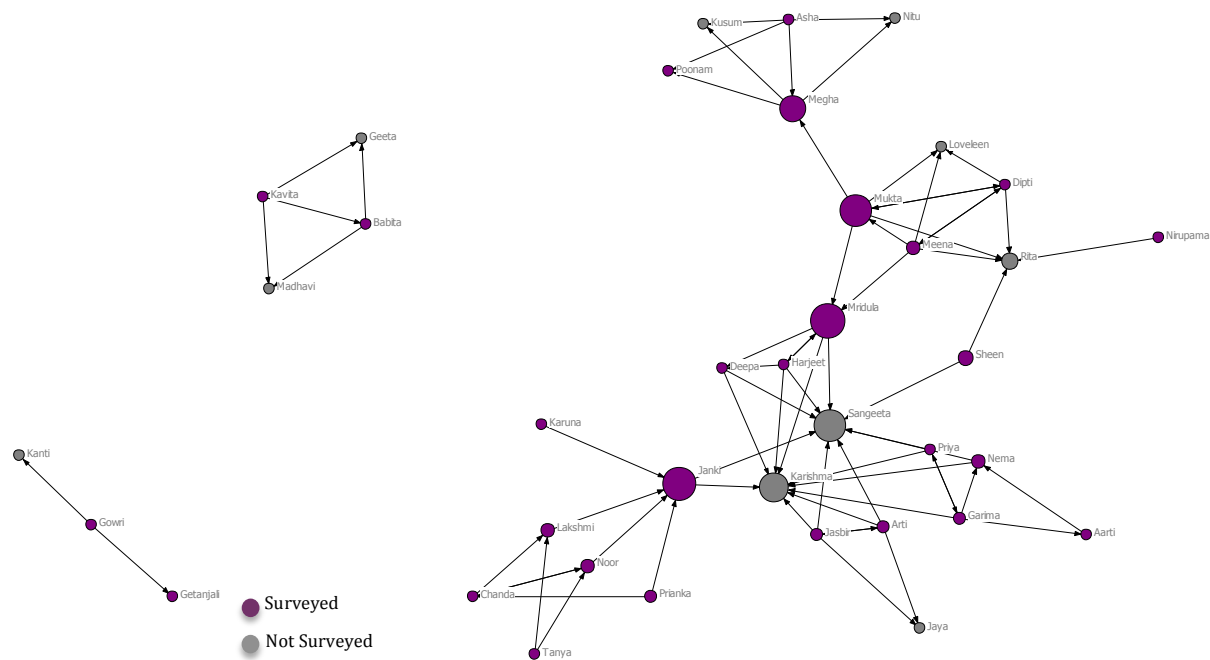 Kusum
Asha
Nitu
Poonam
Megha
Geeta
Loveleen
Kavita
Mukta
Dipti
Babita
Nirupama
Meena
Rita
Madhavi
Mridula
Sheen
Deepa
Harjeet
Sangeeta
Karuna
Priya
Kanti
Nema
Janki
Karishma
Garima
Gowri
Lakshmi
Jasbir
Arti
Aarti
Noor
Getanjali
Chanda
Prianka
Surveyed
Jaya
Not Surveyed
Tanya